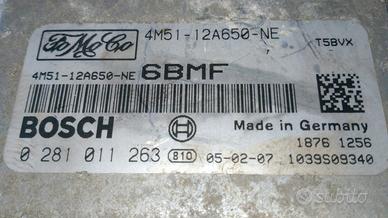 FoMoCo 4M51-12A650-NE T5BVX
4M51-12A650-NE 6BMF
BOSCH Made in Germany
1876 1256
0 281 011 263 810 05-02-07 1039S09340
subito